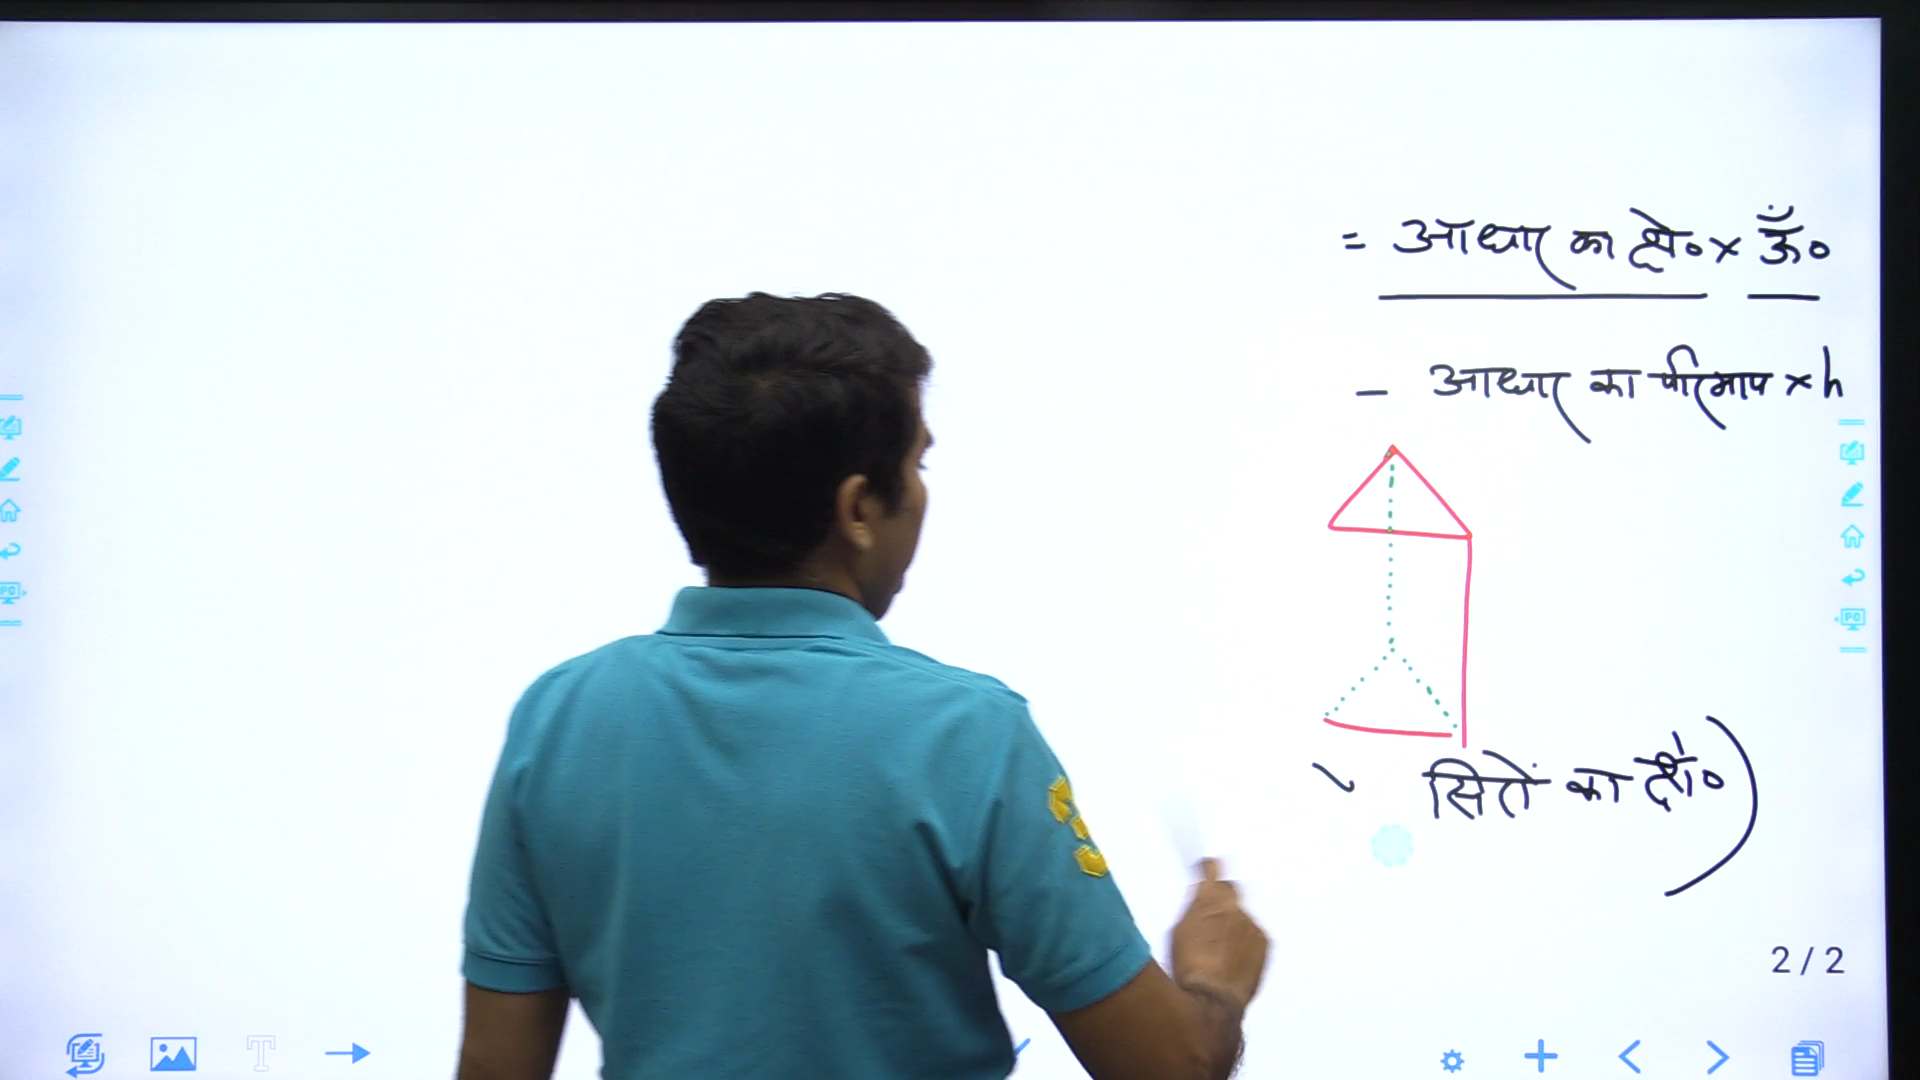 = आधार का क्षे० × ऊँ०
– आधार का परिमाप × h
सिरों का क्षे०)
2 / 2